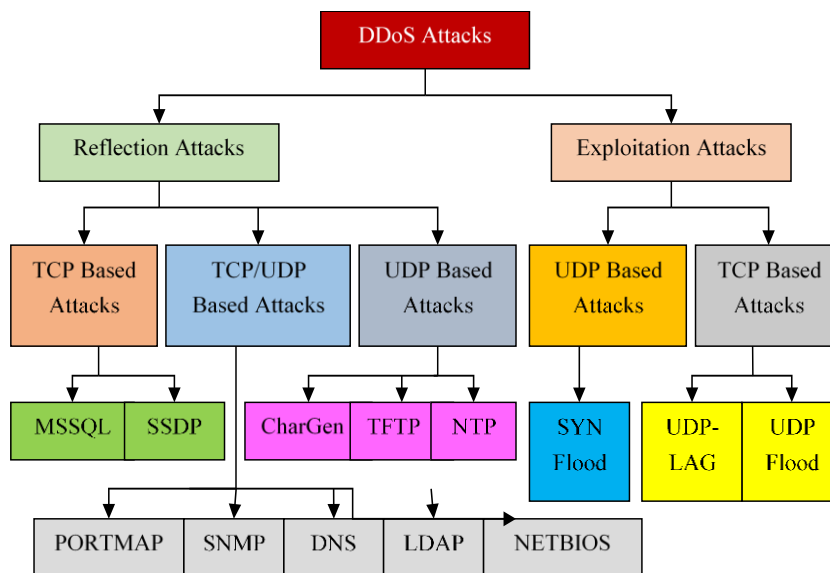 DDoS Attacks
Reflection Attacks
Exploitation Attacks
TCP Based
Attacks
TCP/UDP
Based Attacks
UDP Based
Attacks
UDP Based
Attacks
TCP Based
Attacks
MSSQL
SSDP
CharGen
TFTP
NTP
SYN
Flood
UDP-
LAG
UDP
Flood
PORTMAP
SNMP
DNS
LDAP
NETBIOS